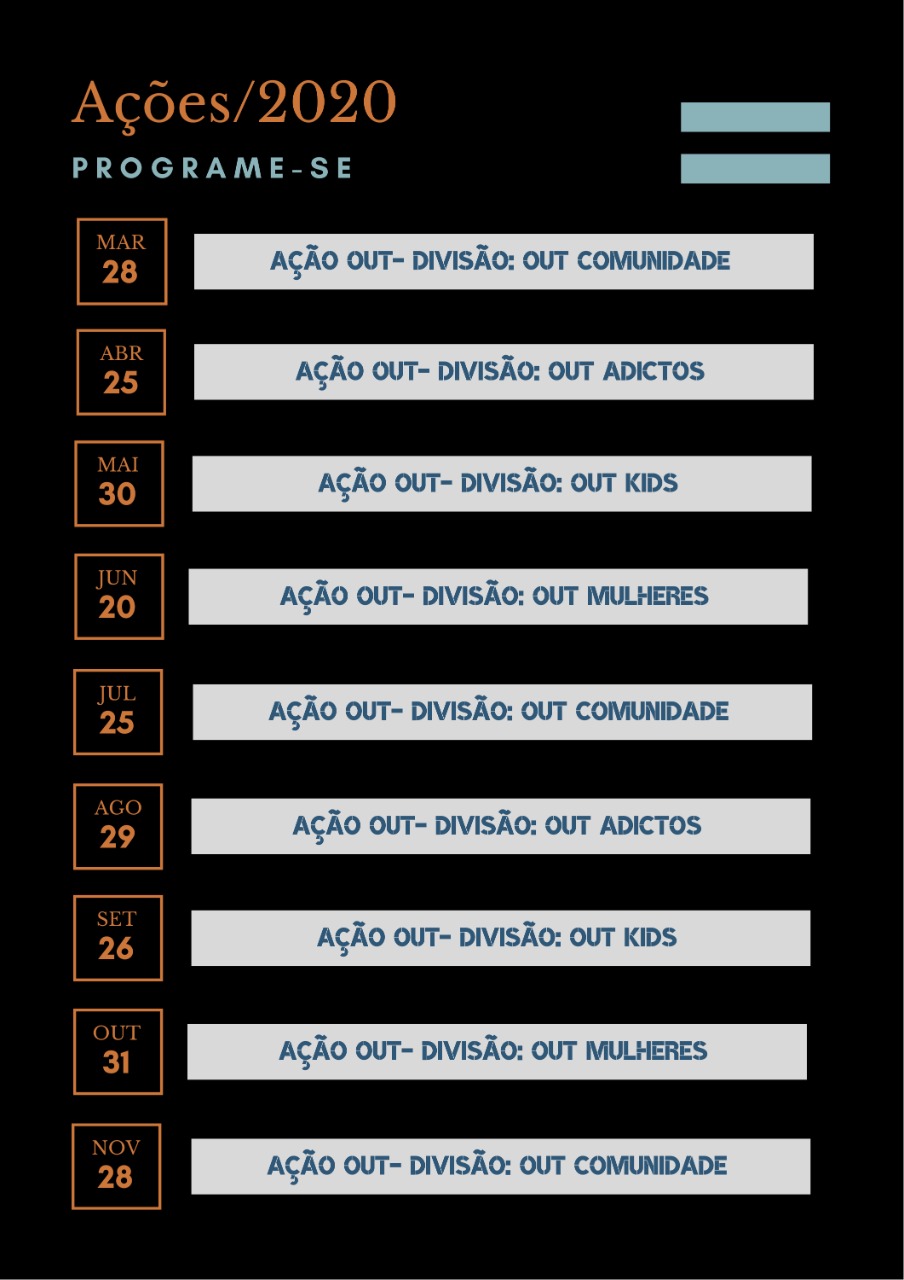 Ações/2020
PROGRAME-SE
MAR
28
AÇÃO OUT- DIVISÃO: OUT COMUNIDADE
ABR
25
AÇÃO OUT- DIVISÃO: OUT ADICTOS
MAI
30
AÇÃO OUT- DIVISÃO: OUT KIDS
JUN
20
AÇÃO OUT- DIVISÃO: OUT MULHERES
JUL
25
AÇÃO OUT- DIVISÃO: OUT COMUNIDADE
AGO
29
AÇÃO OUT- DIVISÃO: OUT ADICTOS
SET
26
AÇÃO OUT- DIVISÃO: OUT KIDS
OUT
31
AÇÃO OUT- DIVISÃO: OUT MULHERES
NOV
28
AÇÃO OUT- DIVISÃO: OUT COMUNIDADE